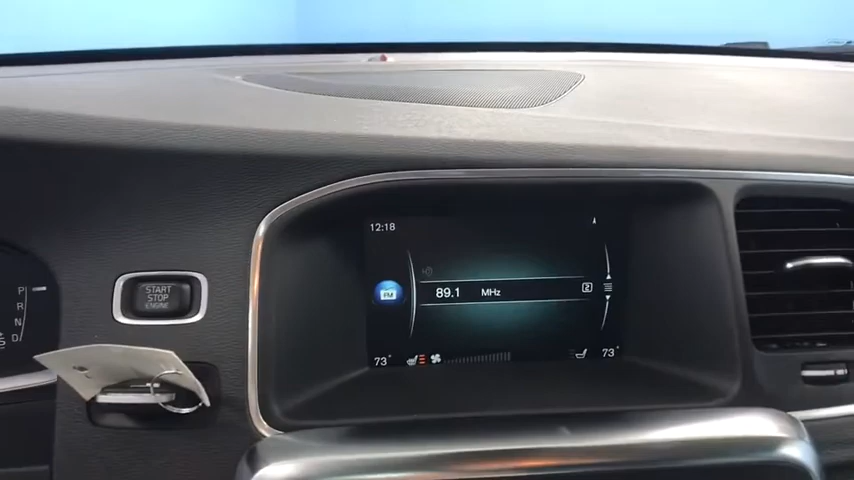 12:18
START
STOP
ENGINE
P
R
N
D
FM
89.1 MHz
2
73°
73°